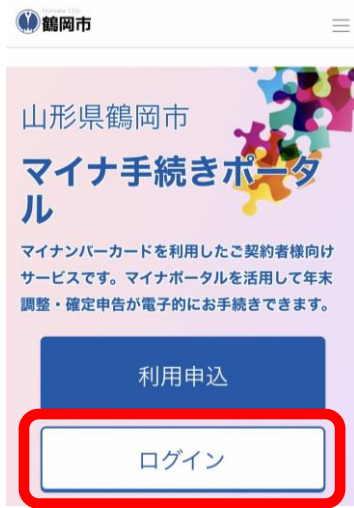 Tsuruoka City
鶴岡市
山形県鶴岡市
マイナ手続きポータ
ル
マイナンバーカードを利用したご契約者様向け
サービスです。マイナポータルを活用して年末
調整・確定申告が電子的にお手続きできます。
利用申込
ログイン